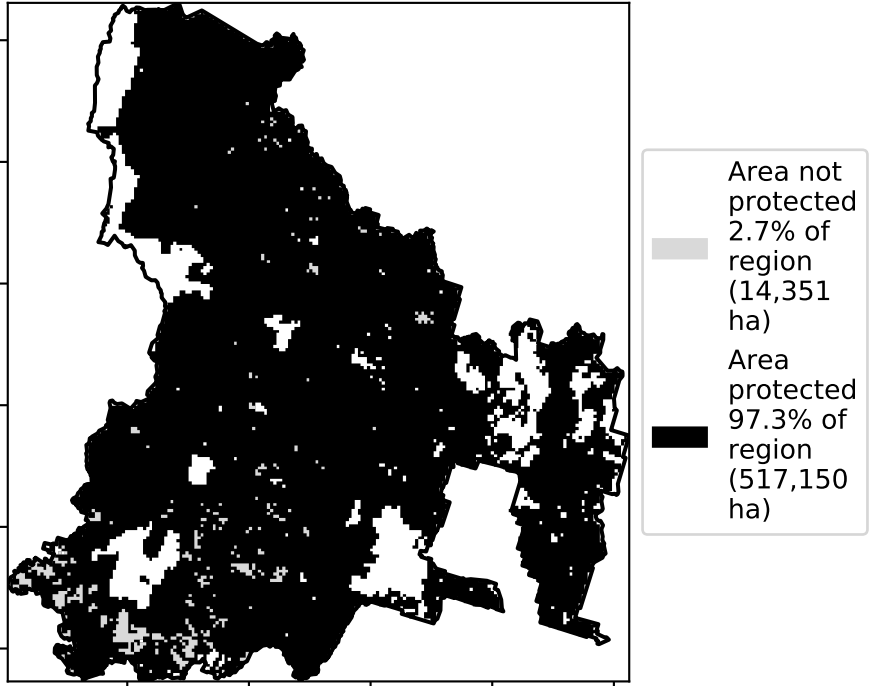 Area not
protected
2.7% of
region
(14,351
ha)
Area
protected
97.3% of
region
(517,150
ha)